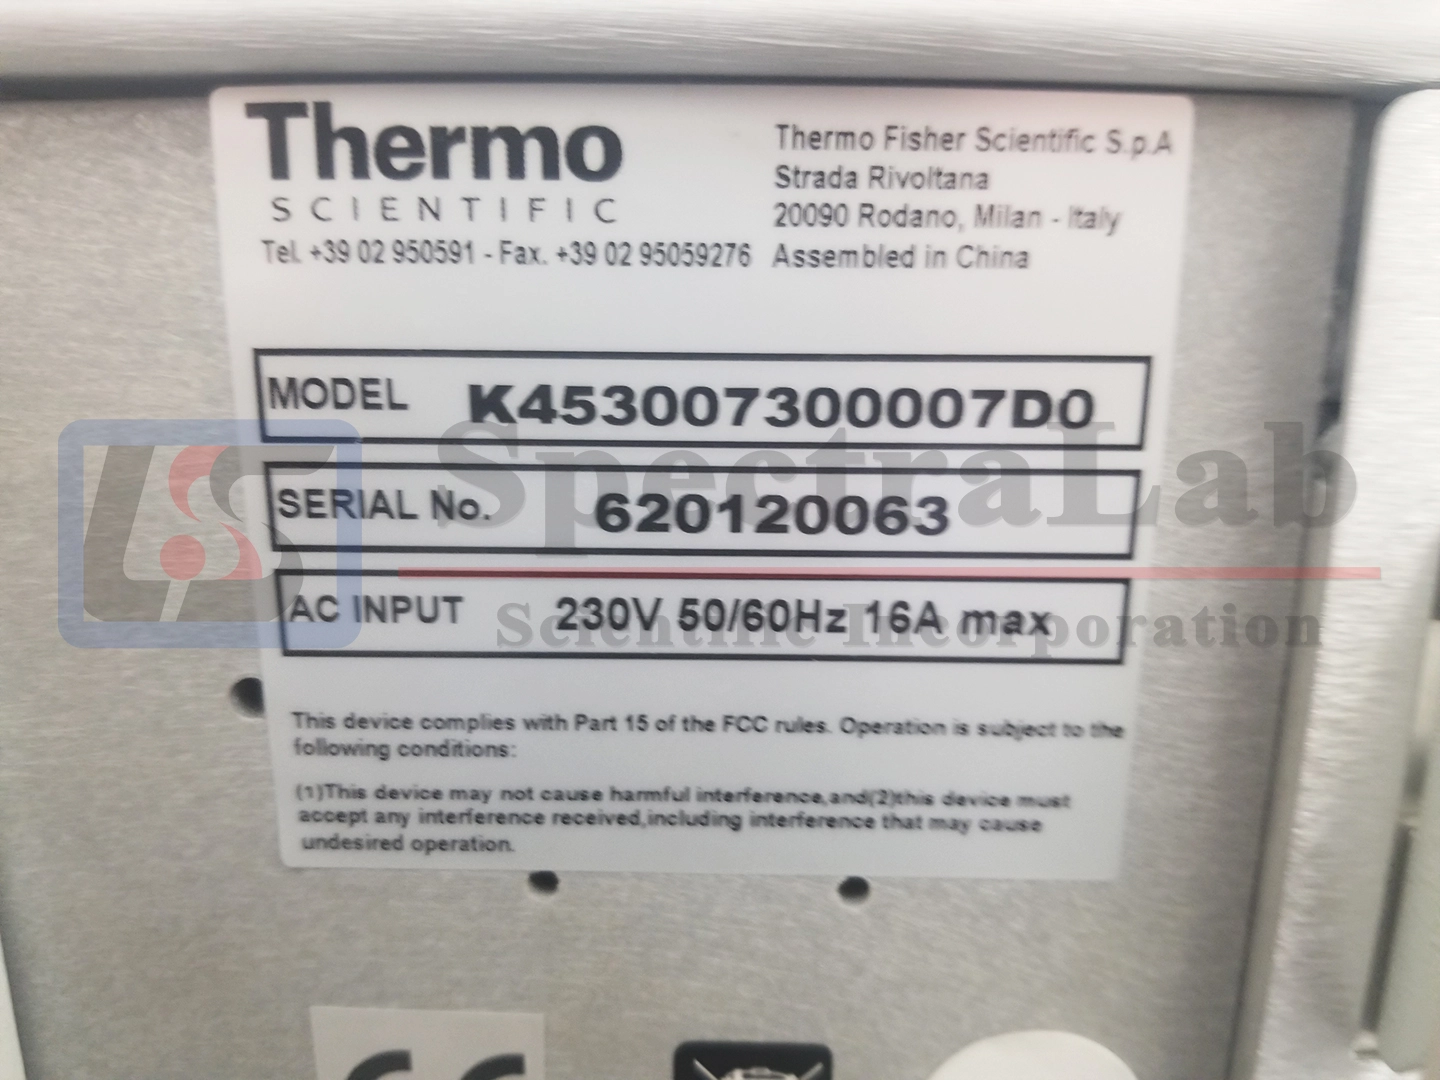 Thermo
SCIENTIFIC
Tel. +39 02 950591 - Fax. +39 02 95059276
Thermo Fisher Scientific S.p.A
Strada Rivoltana
20090 Rodano, Milan - Italy
Assembled in China
MODEL K453007300007D0
SERIAL No. 620120063
AC INPUT 230V 50/60Hz 16A max
This device complies with Part 15 of the FCC rules. Operation is subject to the
following conditions:
(1)This device may not cause harmful interference,and(2)this device must
accept any interference received,including interference that may cause
undesired operation.
SpectraLab
Scientific Incorporation
CE